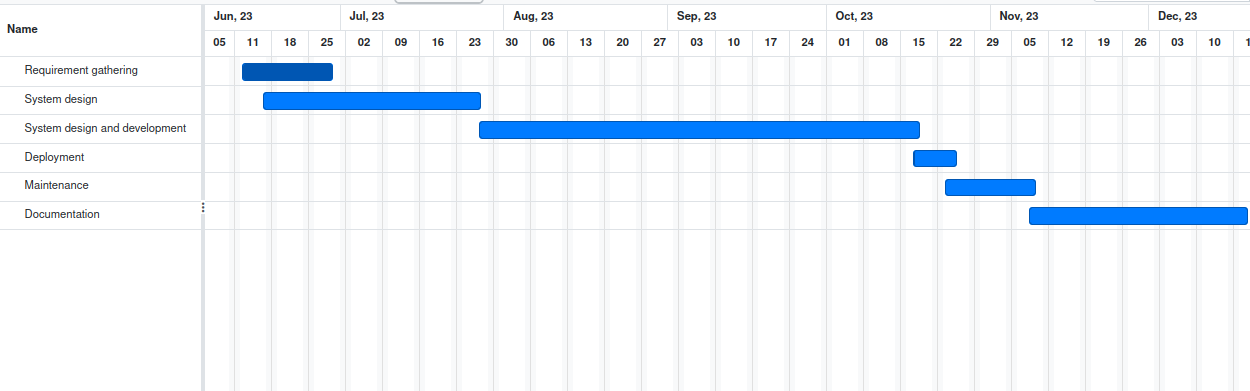 Jun, 23 Jul, 23 Aug, 23 Sep, 23 Oct, 23 Nov, 23 Dec, 23
Name
05 11 18 25 02 09 16 23 30 06 13 20 27 03 10 17 24 01 08 15 22 29 05 12 19 26 03 10
Requirement gathering
System design
System design and development
Deployment
Maintenance
Documentation